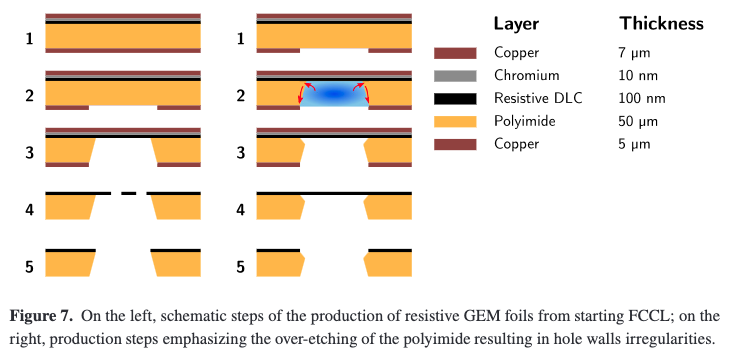 Layer Thickness
1 1 Copper 7 μm
Chromium 10 nm
2 2 Resistive DLC 100 nm
Polyimide 50 μm
3 3 Copper 5 μm
4 4
5 5
Figure 7. On the left, schematic steps of the production of resistive GEM foils from starting FCCL; on the
right, production steps emphasizing the over-etching of the polyimide resulting in hole walls irregularities.